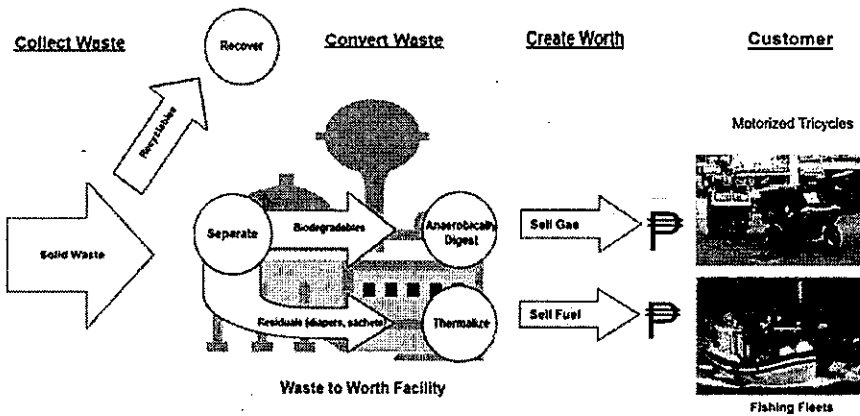 Collect Waste
Recover
Convert Waste
Create Worth
Customer
Recyclables
Motorized Tricycles
Solid Waste
Separate
Biodegradables
Anaerobically
Digest
Sell Gas
Residuals (diapers, sachets)
Thermalize
Sell Fuel
Waste to Worth Facility
Fishing Fleets